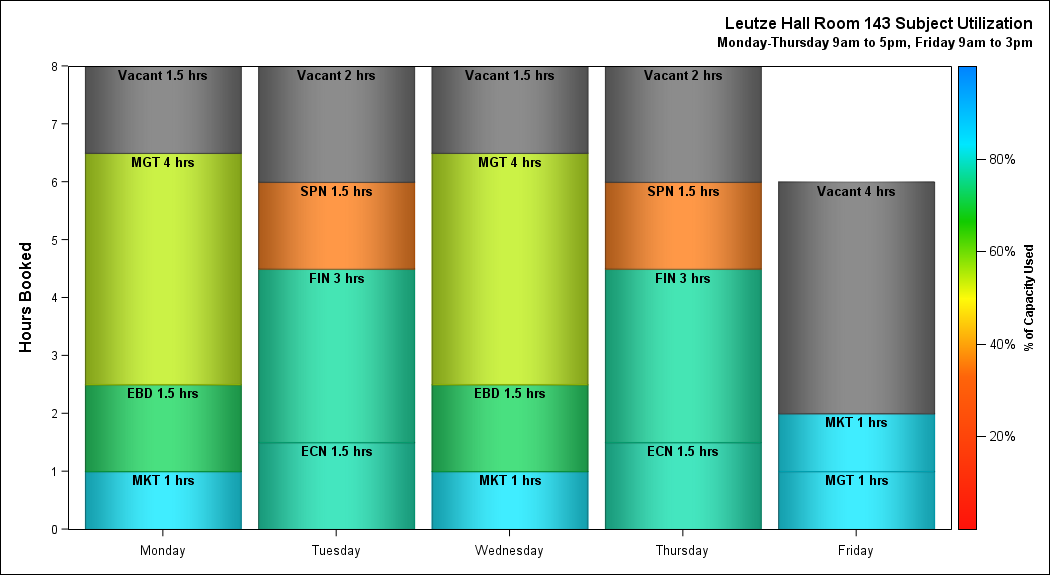 Leutze Hall Room 143 Subject Utilization
Monday-Thursday 9am to 5pm, Friday 9am to 3pm
Hours Booked
8
7
6
5
4
3
2
1
0
Vacant 1.5 hrs
MGT 4 hrs
EBD 1.5 hrs
MKT 1 hrs
Vacant 2 hrs
SPN 1.5 hrs
FIN 3 hrs
ECN 1.5 hrs
Vacant 1.5 hrs
MGT 4 hrs
EBD 1.5 hrs
MKT 1 hrs
Vacant 2 hrs
SPN 1.5 hrs
FIN 3 hrs
ECN 1.5 hrs
Vacant 4 hrs
MKT 1 hrs
MGT 1 hrs
Monday
Tuesday
Wednesday
Thursday
Friday
80%
60%
40%
20%
% of Capacity Used